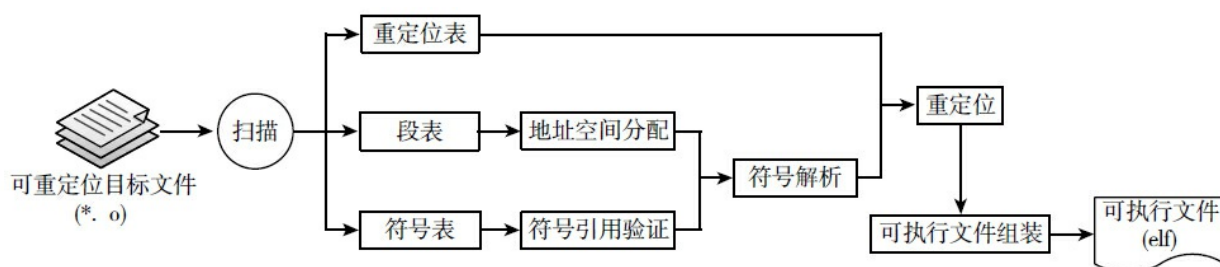 重定位表
扫描
段表
地址空间分配
重定位
可重定位目标文件
(*. o)
符号解析
符号表
符号引用验证
可执行文件组装
可执行文件
(elf)